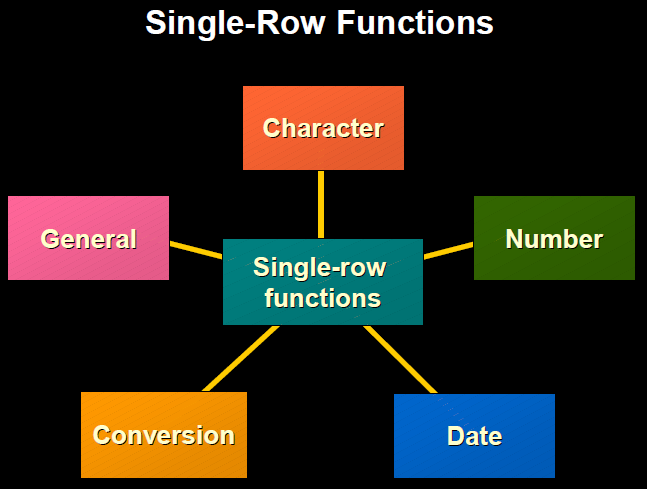 Single-Row Functions
Character
General
Number
Single-row
functions
Conversion
Date